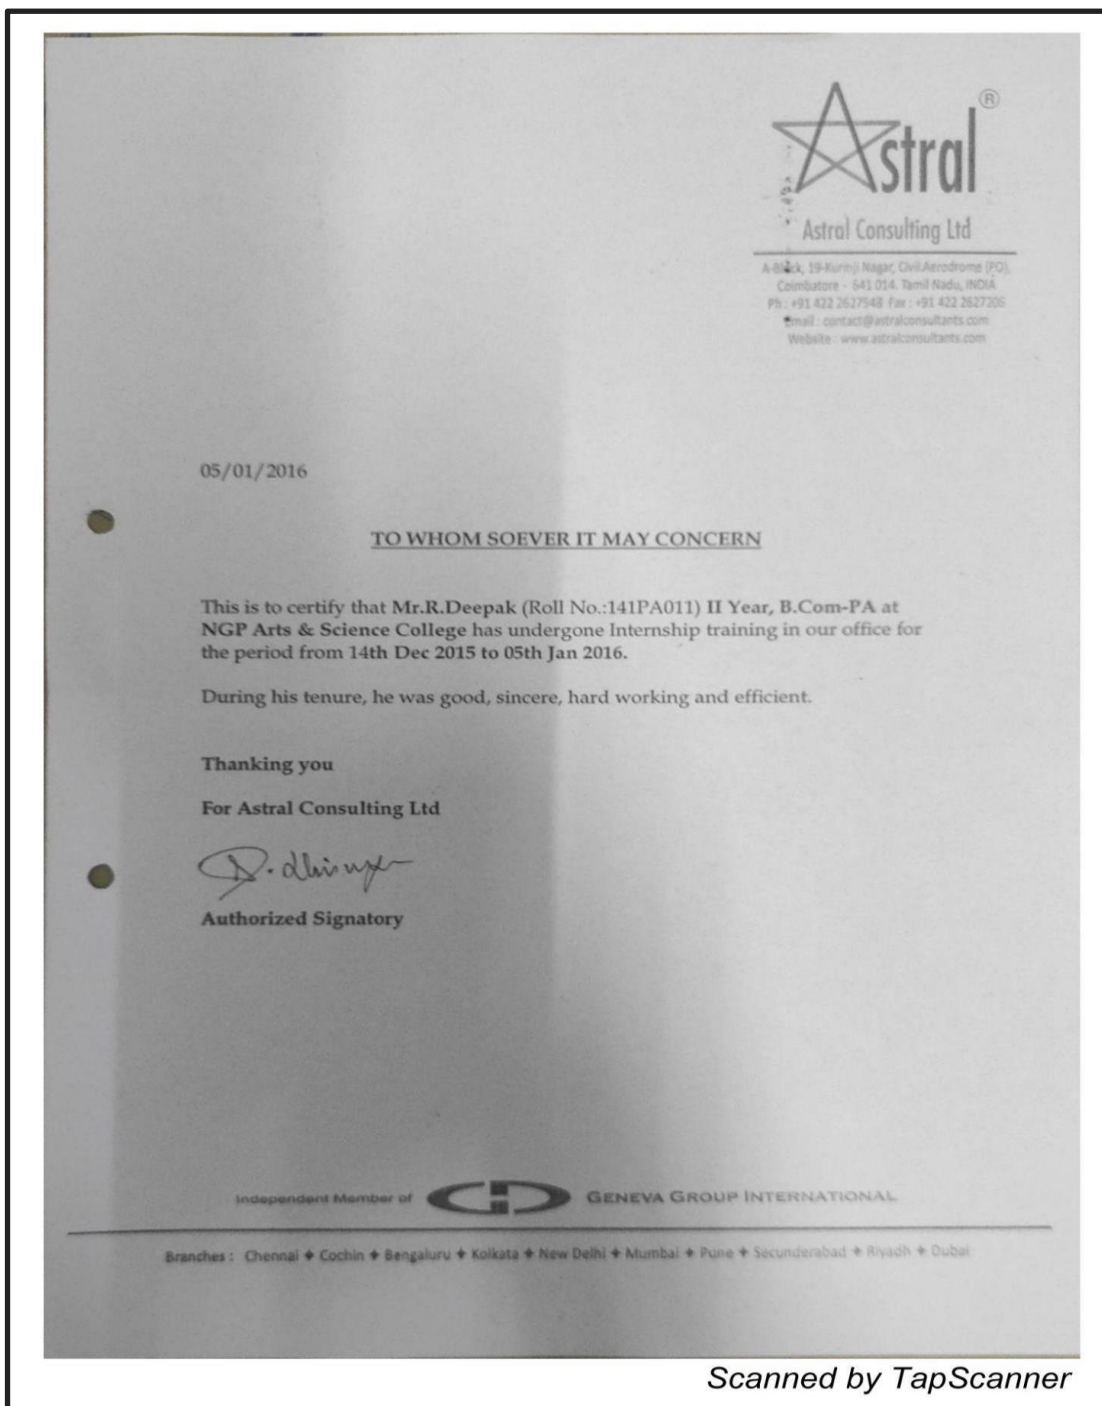 Astral ®
Astral Consulting Ltd
A-Block, 19-Kurinji Nagar, Civil Aerodrome (PO),
Coimbatore - 641 014. Tamil Nadu, INDIA
Ph : +91 422 2627548 Fax : +91 422 2627206
Email : contact@astralconsultants.com
Website : www.astralconsultants.com
05/01/2016
TO WHOM SOEVER IT MAY CONCERN
This is to certify that Mr.R.Deepak (Roll No.:141PA011) II Year, B.Com-PA at
NGP Arts & Science College has undergone Internship training in our office for
the period from 14th Dec 2015 to 05th Jan 2016.
During his tenure, he was good, sincere, hard working and efficient.
Thanking you
For Astral Consulting Ltd
Authorized Signatory
Independent Member of GENEVA GROUP INTERNATIONAL
Branches : Chennai ✦ Cochin ✦ Bengaluru ✦ Kolkata ✦ New Delhi ✦ Mumbai ✦ Pune ✦ Secunderabad ✦ Riyadh ✦ Dubai
Scanned by TapScanner